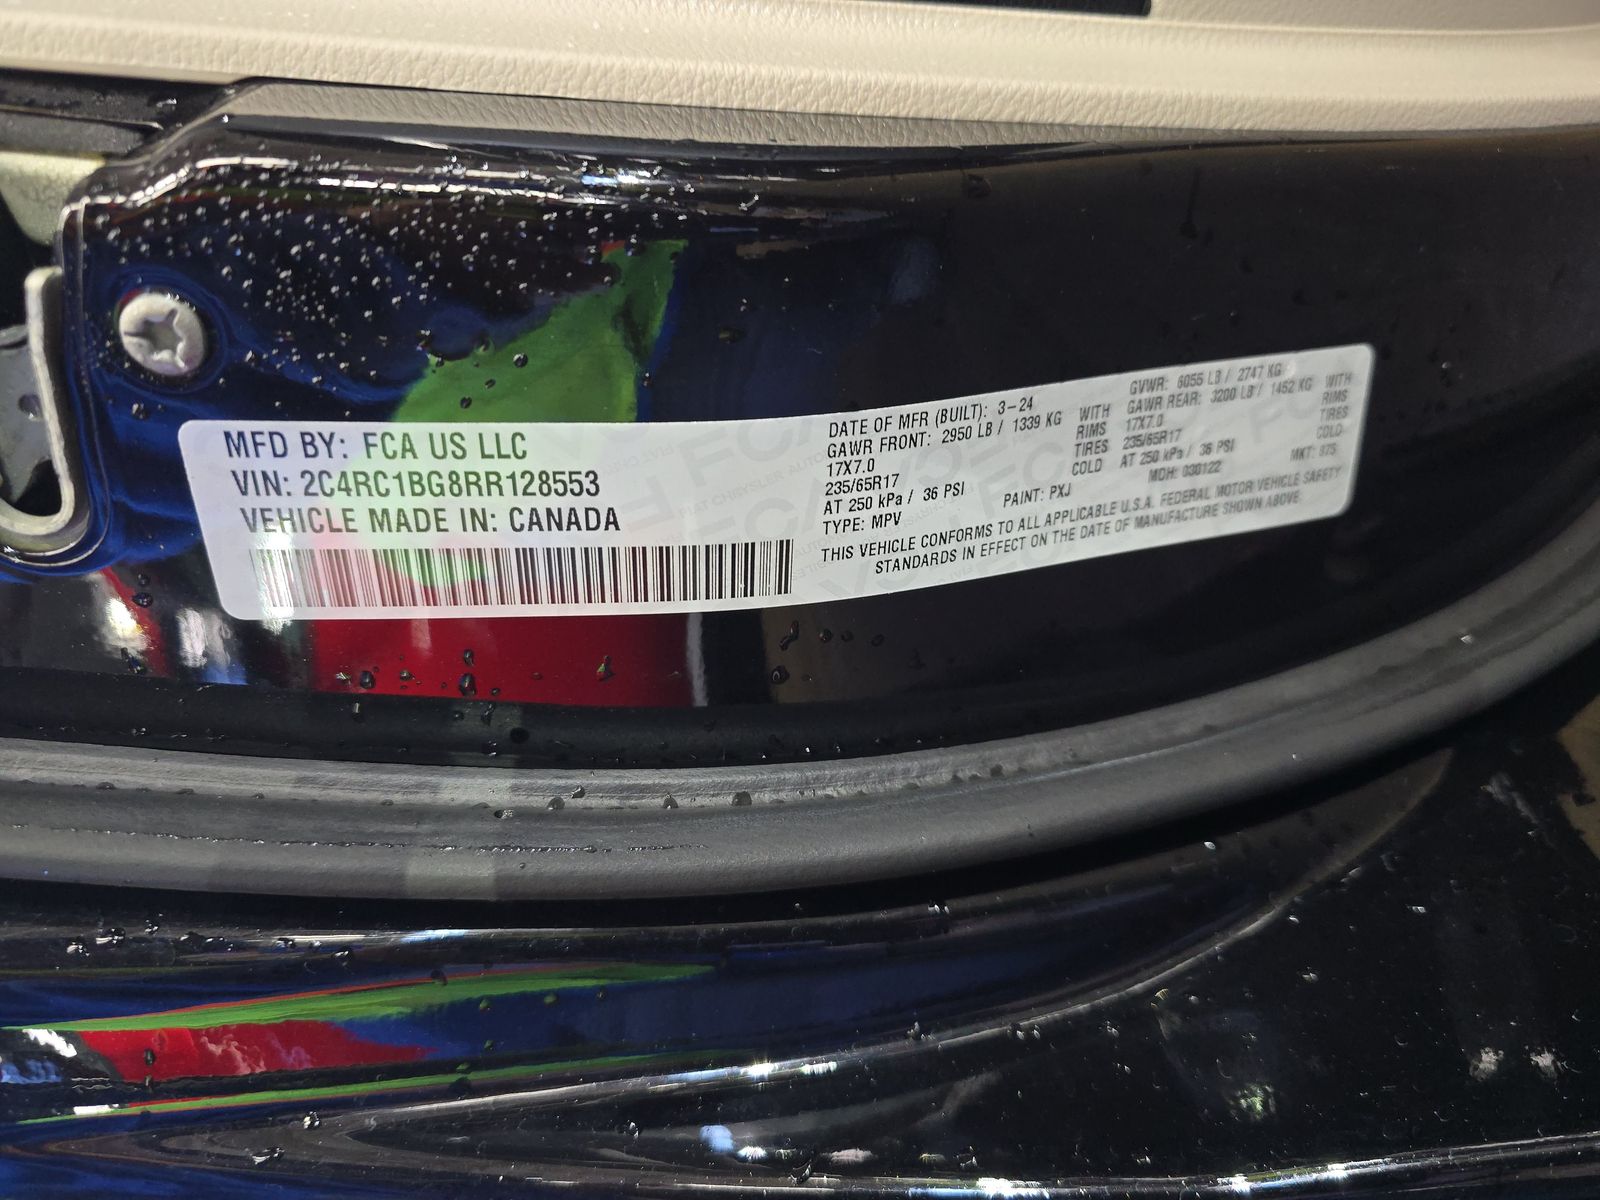 MFD BY: FCA US LLC
VIN: 2C4RC1BG8RR128553
VEHICLE MADE IN: CANADA
DATE OF MFR (BUILT): 3-24 GVWR: 6055 LB / 2747 KG
GAWR FRONT: 2950 LB / 1339 KG WITH GAWR REAR: 3200 LB / 1452 KG WITH
17X7.0 RIMS 17X7.0 RIMS
235/65R17 TIRES 235/65R17 TIRES
AT 250 kPa / 36 PSI COLD AT 250 kPa / 36 PSI COLD
TYPE: MPV PAINT: PXJ MDH: 030122 MKT:
THIS VEHICLE CONFORMS TO ALL APPLICABLE U.S.A. FEDERAL MOTOR VEHICLE SAFETY
STANDARDS IN EFFECT ON THE DATE OF MANUFACTURE SHOWN ABOVE